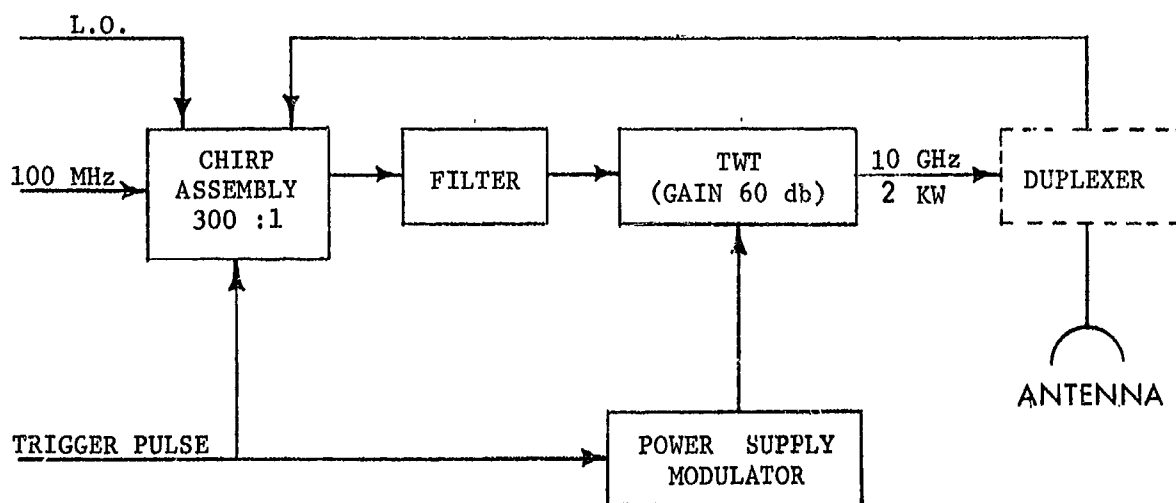 L.O.
100 MHz
CHIRP
ASSEMBLY
300 :1
FILTER
TWT
(GAIN 60 db)
10 GHz
2 KW
DUPLEXER
ANTENNA
TRIGGER PULSE
POWER SUPPLY
MODULATOR